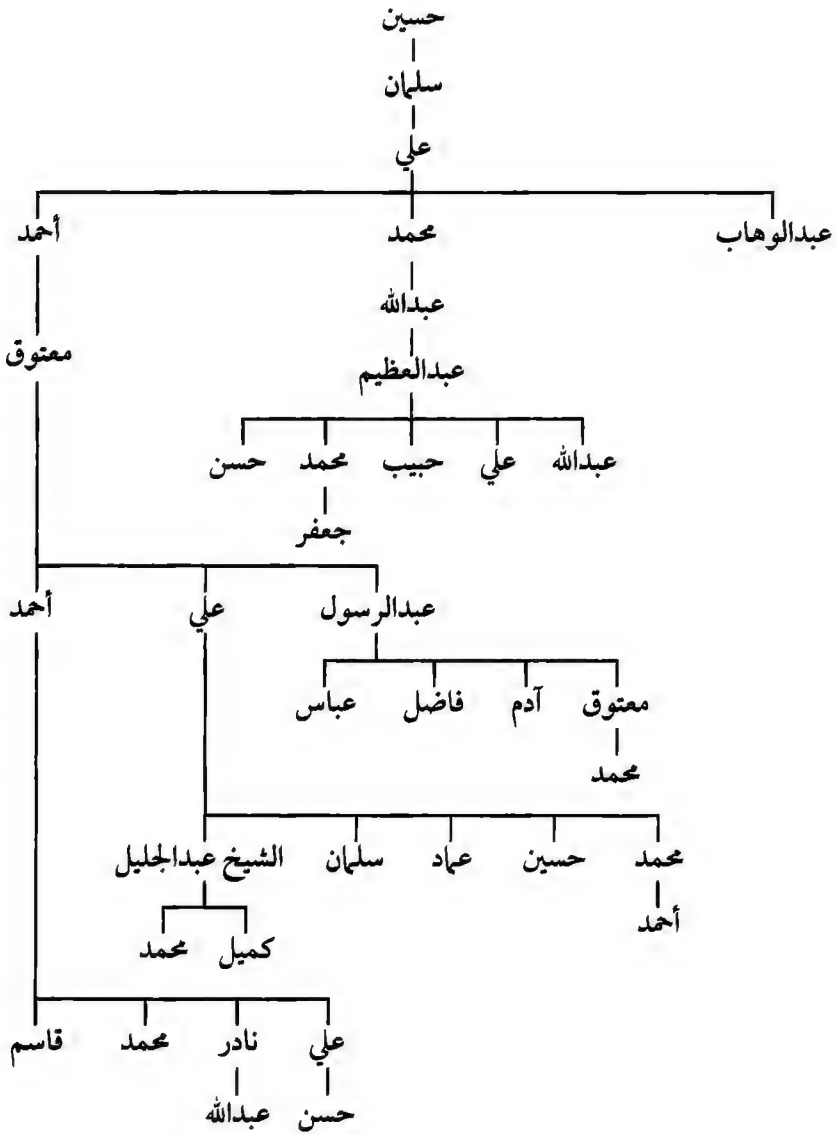 حسين
سلمان
علي
عبدالوهاب محمد أحمد
عبدالله
معتوق
عبدالعظيم
عبدالله علي حبيب محمد حسن
جعفر
عبدالرسول علي أحمد
معتوق آدم فاضل عباس
محمد
محمد حسين عماد سلمان الشيخ عبدالجليل
أحمد
كميل محمد
علي نادر محمد قاسم
حسن عبدالله